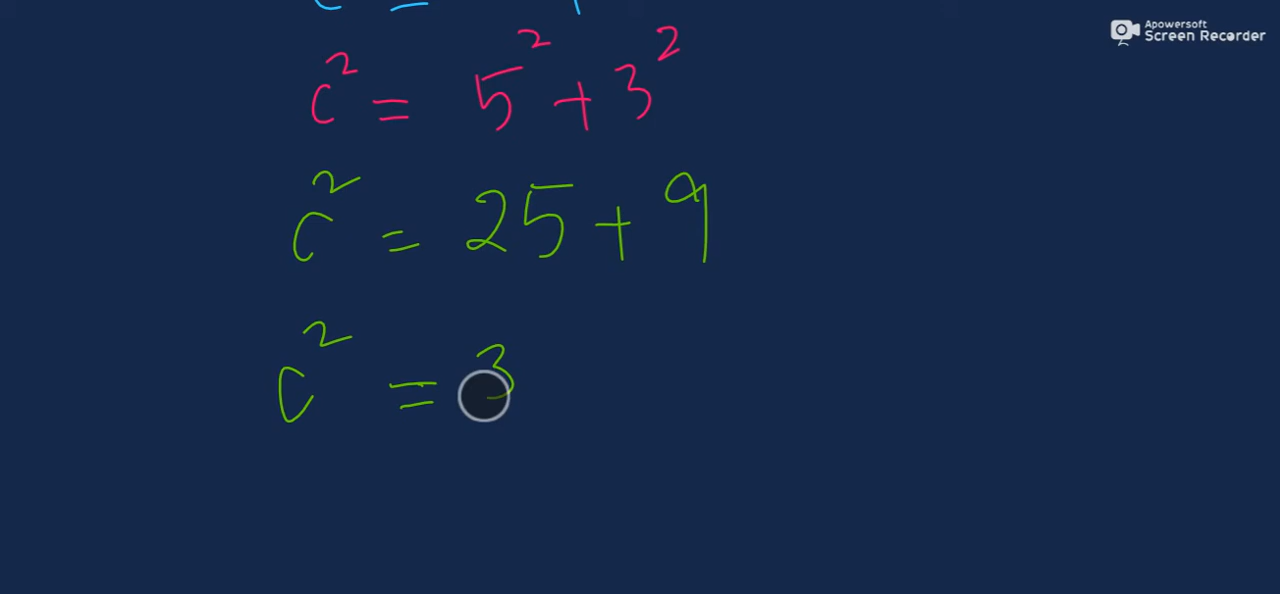 Apowersoft
Screen Recorder
c² = 5² + 3²
c² = 25 + 9
c² = 3